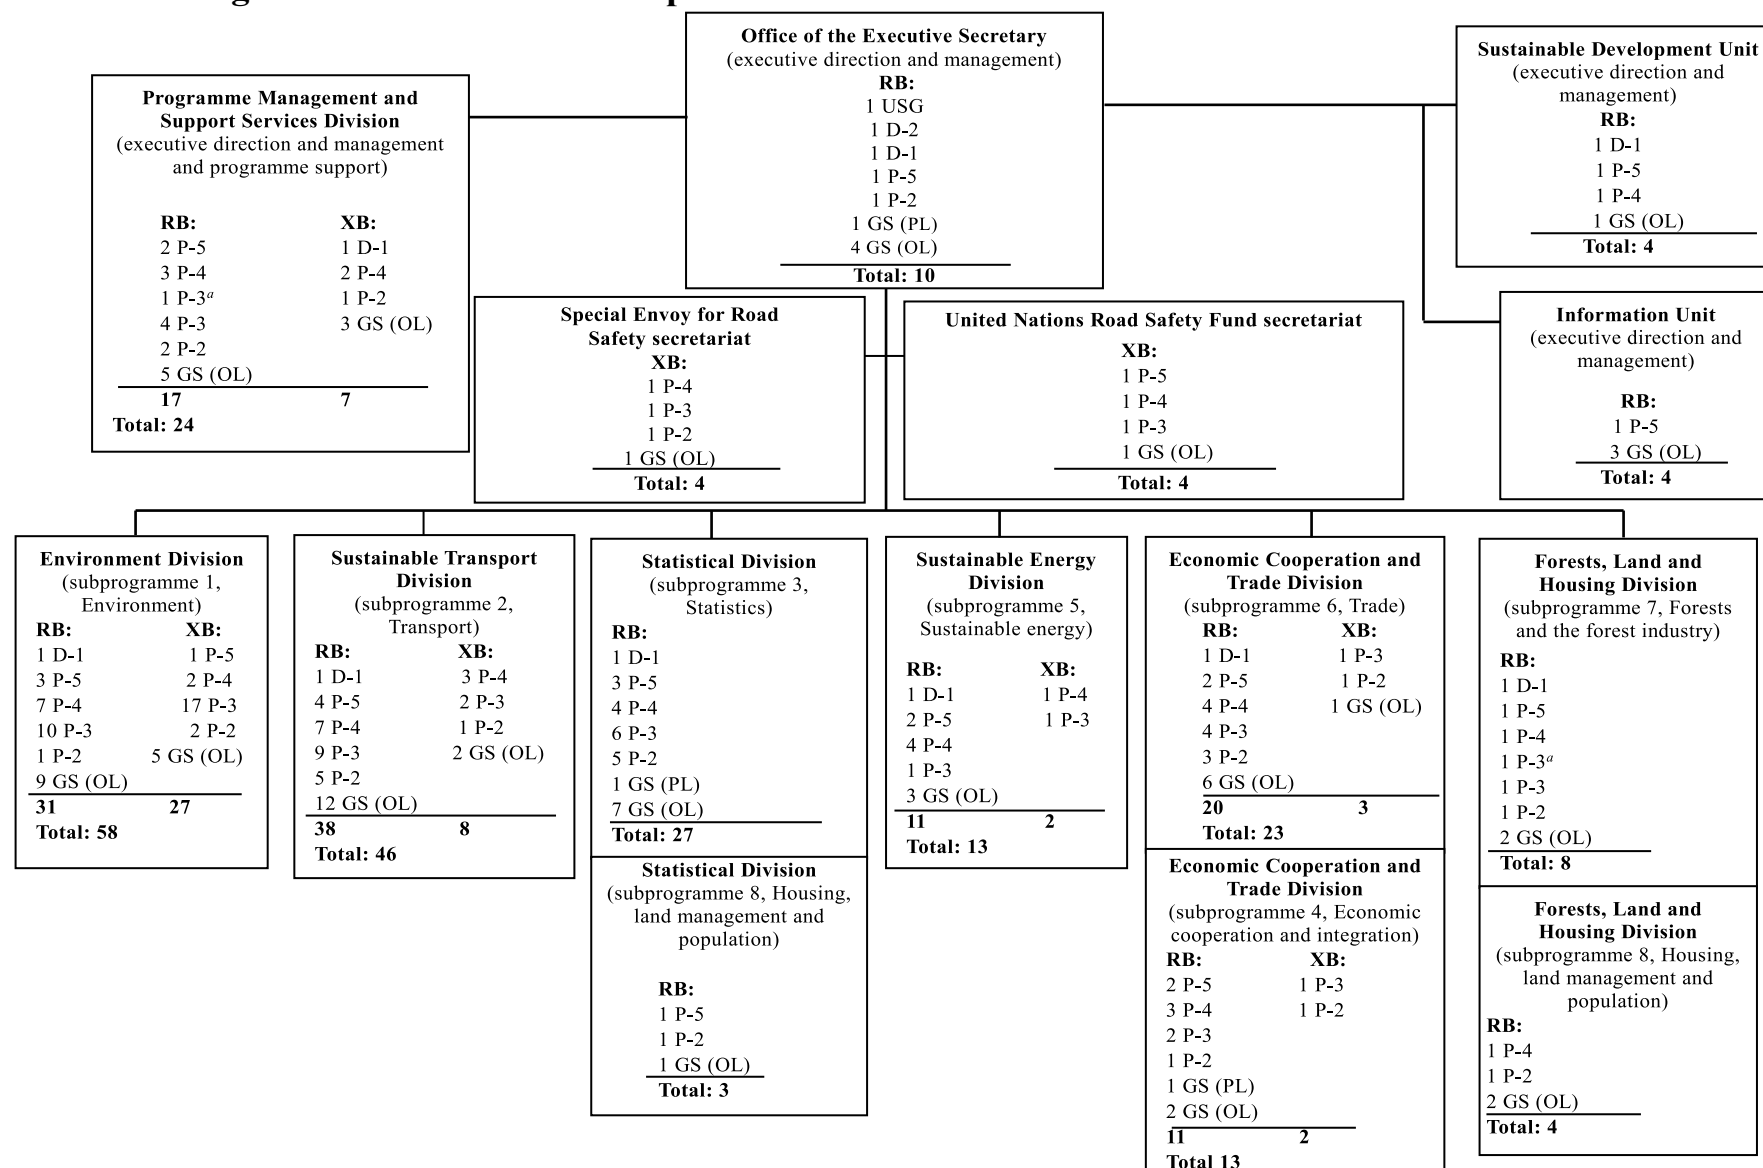 Office of the Executive Secretary
(executive direction and management)
RB:
1 USG
1 D-2
1 D-1
1 P-5
1 P-2
1 GS (PL)
4 GS (OL)
Total: 10
Sustainable Development Unit
(executive direction and
management)
RB:
1 D-1
1 P-5
1 P-4
1 GS (OL)
Total: 4
Programme Management and
Support Services Division
(executive direction and management
and programme support)
RB: XB:
2 P-5 1 D-1
3 P-4 2 P-4
1 P-3a 1 P-2
4 P-3 3 GS (OL)
2 P-2
5 GS (OL)
17 7
Total: 24
Special Envoy for Road
Safety secretariat
XB:
1 P-4
1 P-3
1 P-2
1 GS (OL)
Total: 4
United Nations Road Safety Fund secretariat
XB:
1 P-5
1 P-4
1 P-3
1 GS (OL)
Total: 4
Information Unit
(executive direction and
management)
RB:
1 P-5
3 GS (OL)
Total: 4
Environment Division
(subprogramme 1,
Environment)
RB: XB:
1 D-1 1 P-5
3 P-5 2 P-4
7 P-4 17 P-3
10 P-3 2 P-2
1 P-2 5 GS (OL)
9 GS (OL)
31 27
Total: 58
Sustainable Transport
Division
(subprogramme 2,
Transport)
RB: XB:
1 D-1 3 P-4
4 P-5 2 P-3
7 P-4 1 P-2
9 P-3 2 GS (OL)
5 P-2
12 GS (OL)
38 8
Total: 46
Statistical Division
(subprogramme 3,
Statistics)
RB:
1 D-1
3 P-5
4 P-4
6 P-3
5 P-2
1 GS (PL)
7 GS (OL)
Total: 27
Statistical Division
(subprogramme 8, Housing,
land management and
population)
RB:
1 P-5
1 P-2
1 GS (OL)
Total: 3
Sustainable Energy
Division
(subprogramme 5,
Sustainable energy)
RB: XB:
1 D-1 1 P-4
2 P-5 1 P-3
4 P-4
1 P-3
3 GS (OL)
11 2
Total: 13
Economic Cooperation and
Trade Division
(subprogramme 6, Trade)
RB: XB:
1 D-1 1 P-3
2 P-5 1 P-2
4 P-4 1 GS (OL)
4 P-3
3 P-2
6 GS (OL)
20 3
Total: 23
Economic Cooperation and
Trade Division
(subprogramme 4, Economic
cooperation and integration)
RB: XB:
2 P-5 1 P-3
3 P-4 1 P-2
2 P-3
1 P-2
1 GS (PL)
2 GS (OL)
11 2
Total 13
Forests, Land and
Housing Division
(subprogramme 7, Forests
and the forest industry)
RB:
1 D-1
1 P-5
1 P-4
1 P-3a
1 P-3
1 P-2
2 GS (OL)
Total: 8
Forests, Land and
Housing Division
(subprogramme 8, Housing,
land management and
population)
RB:
1 P-4
1 P-2
2 GS (OL)
Total: 4